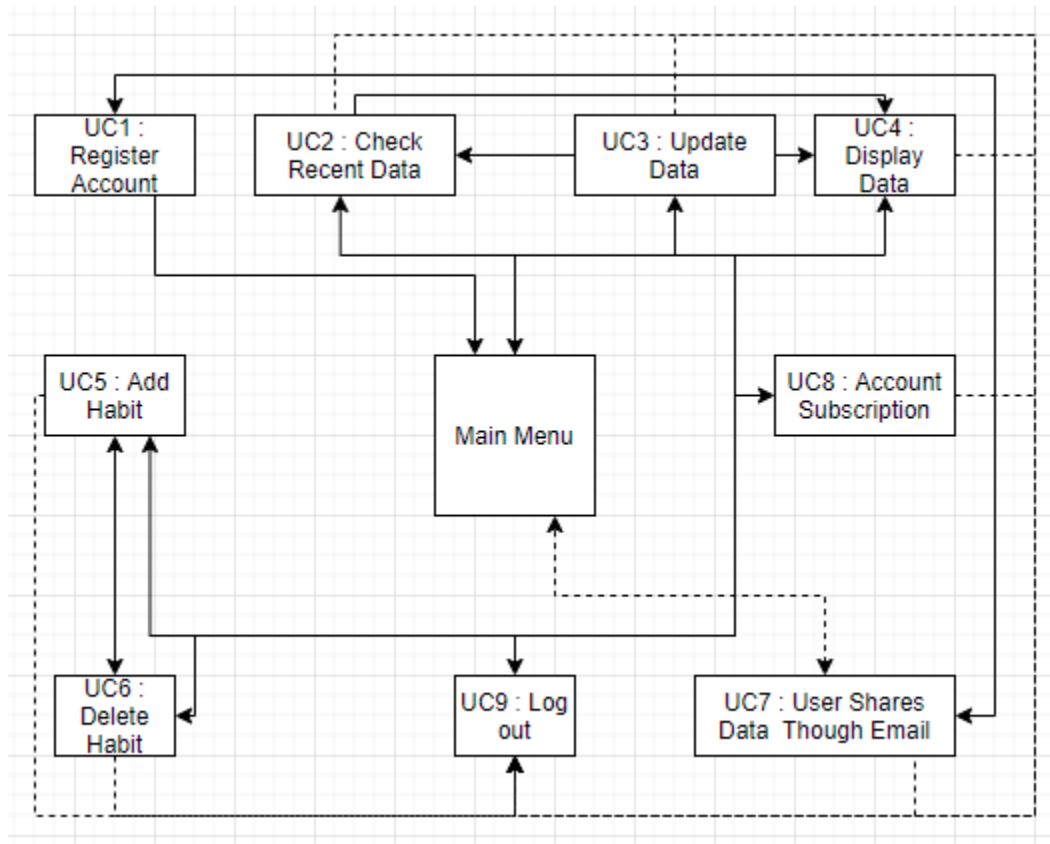 UC1 :
Register
Account
UC2 : Check
Recent Data
UC3 : Update
Data
UC4 :
Display
Data
UC5 : Add
Habit
Main Menu
UC8 : Account
Subscription
UC6 :
Delete
Habit
UC9 : Log
out
UC7 : User Shares
Data Though Email